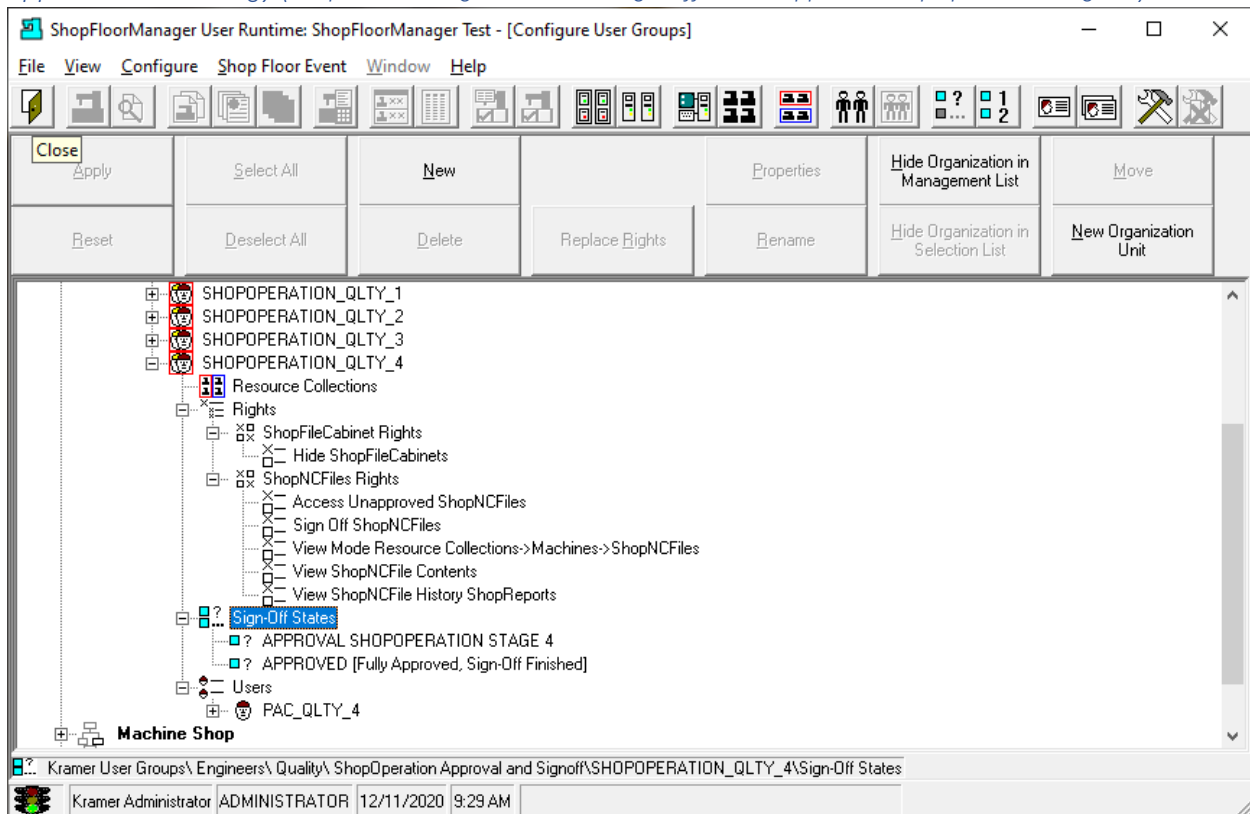 ShopFloorManager User Runtime: ShopFloorManager Test - [Configure User Groups]
File View Configure Shop Floor Event Window Help
Close
Apply Select All New Properties Hide Organization in Management List Move
Reset Deselect All Delete Replace Rights Rename Hide Organization in Selection List New Organization Unit
SHOPOPERATION_QLTY_1
SHOPOPERATION_QLTY_2
SHOPOPERATION_QLTY_3
SHOPOPERATION_QLTY_4
Resource Collections
Rights
ShopFileCabinet Rights
Hide ShopFileCabinets
ShopNCFiles Rights
Access Unapproved ShopNCFiles
Sign Off ShopNCFiles
View Mode Resource Collections->Machines->ShopNCFiles
View ShopNCFile Contents
View ShopNCFile History ShopReports
Sign-Off States
APPROVAL SHOPOPERATION STAGE 4
APPROVED [Fully Approved, Sign-Off Finished]
Users
PAC_QLTY_4
Machine Shop
Kramer User Groups\ Engineers\ Quality\ ShopOperation Approval and Signoff\SHOPOPERATION_QLTY_4\Sign-Off States
Kramer Administrator ADMINISTRATOR 12/11/2020 9:29 AM